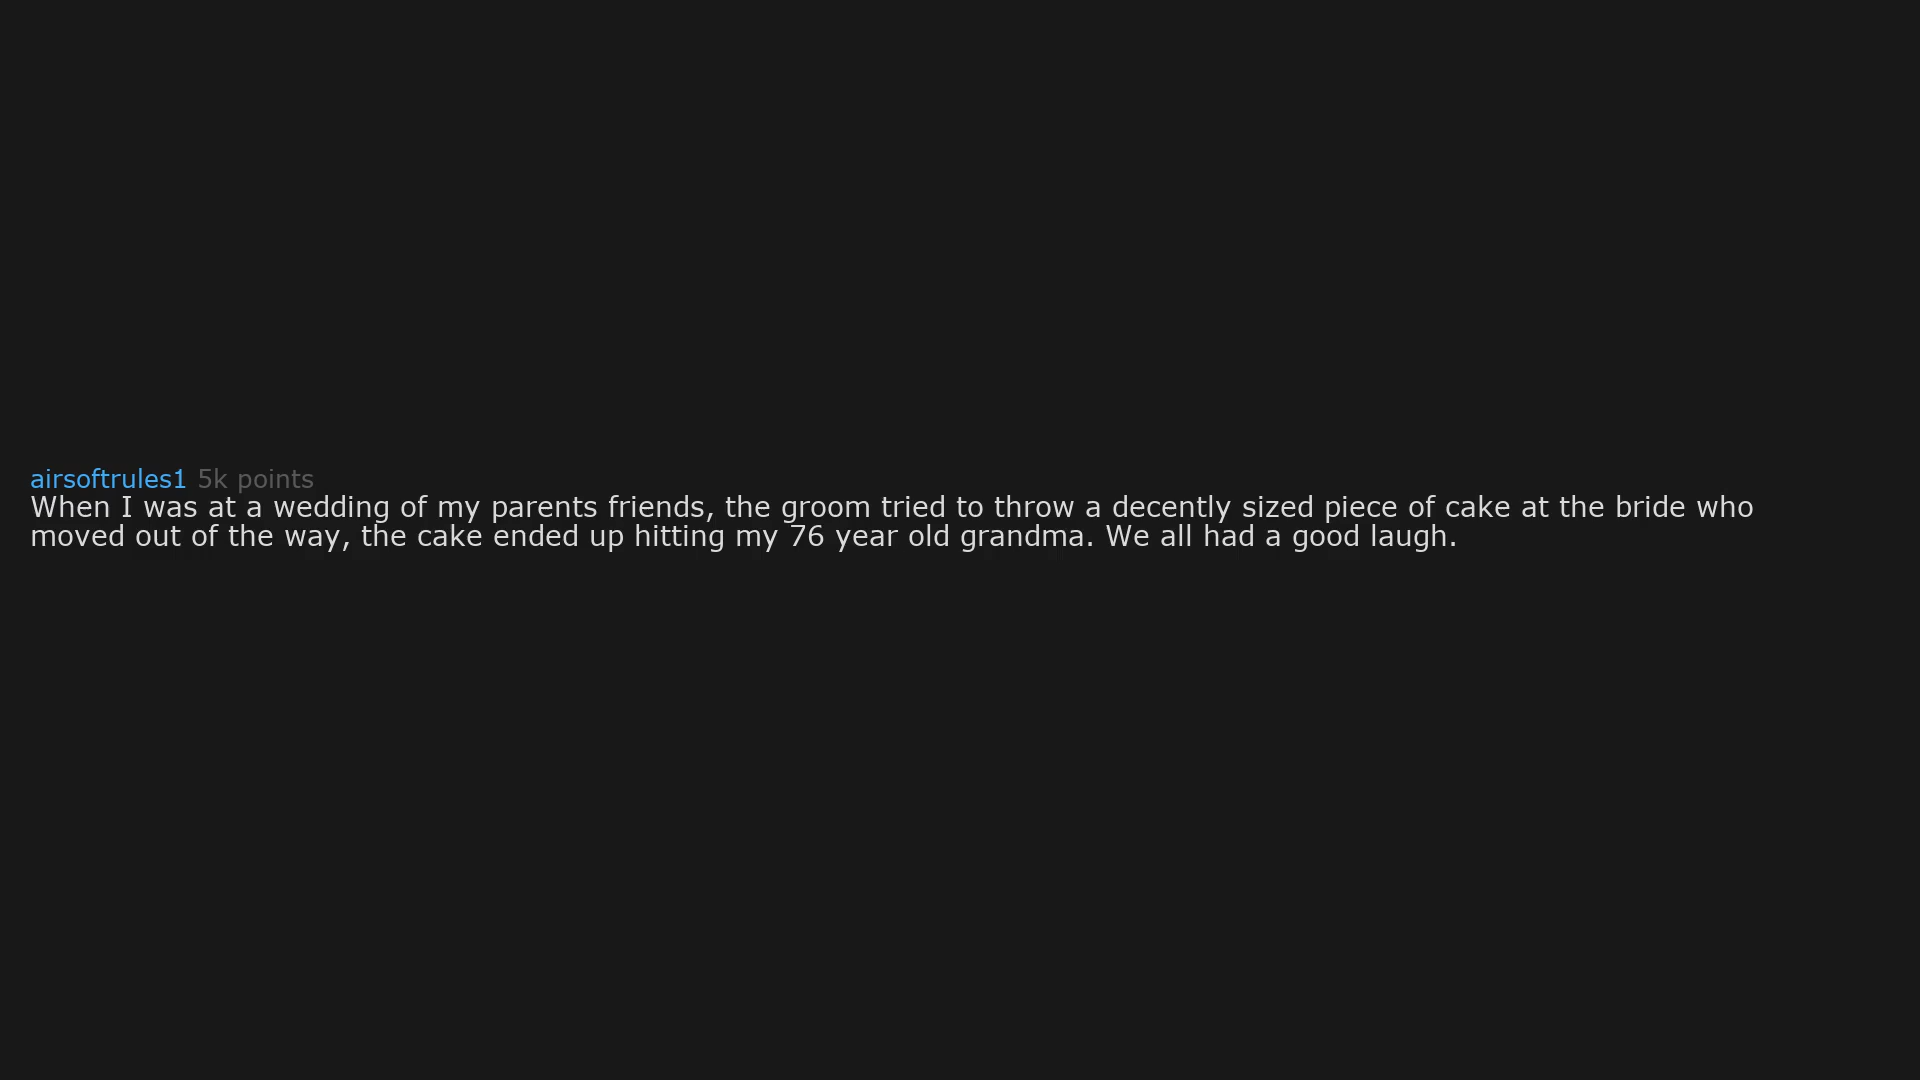 airsoftrules1 5k points
When I was at a wedding of my parents friends, the groom tried to throw a decently sized piece of cake at the bride who
moved out of the way, the cake ended up hitting my 76 year old grandma. We all had a good laugh.